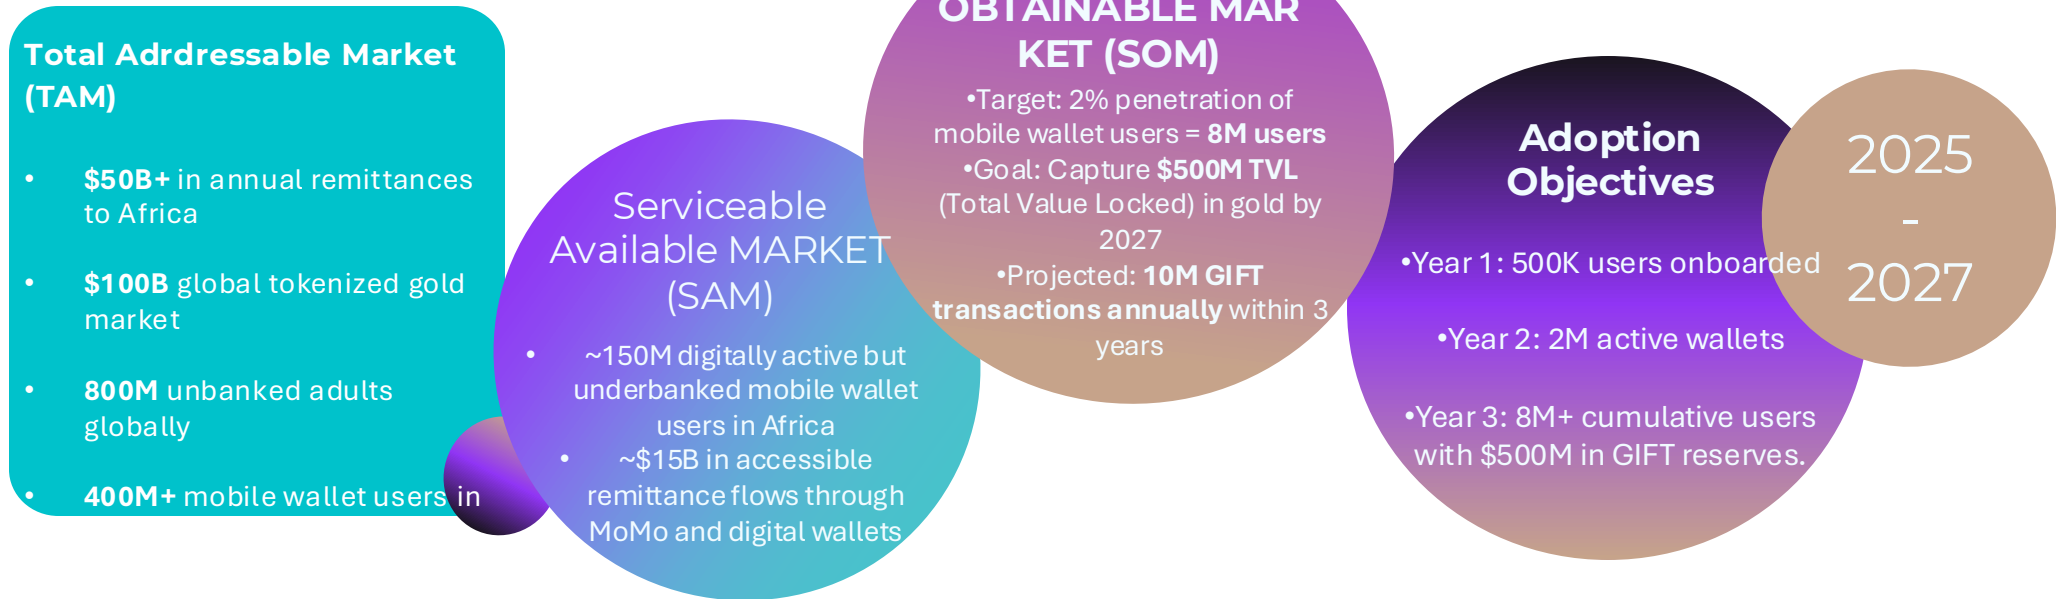 Total Adrdressable Market
(TAM)
• $50B+ in annual remittances
to Africa
• $100B global tokenized gold
market
• 800M unbanked adults
globally
• 400M+ mobile wallet users in
Serviceable
Available MARKET
(SAM)
• ~150M digitally active but
underbanked mobile wallet
users in Africa
• ~$15B in accessible
remittance flows through
MoMo and digital wallets
OBTAINABLE MAR
KET (SOM)
•Target: 2% penetration of
mobile wallet users = 8M users
•Goal: Capture $500M TVL
(Total Value Locked) in gold by
2027
•Projected: 10M GIFT
transactions annually within 3
years
Adoption
Objectives
•Year 1: 500K users onboarded
•Year 2: 2M active wallets
•Year 3: 8M+ cumulative users
with $500M in GIFT reserves.
2025
-
2027